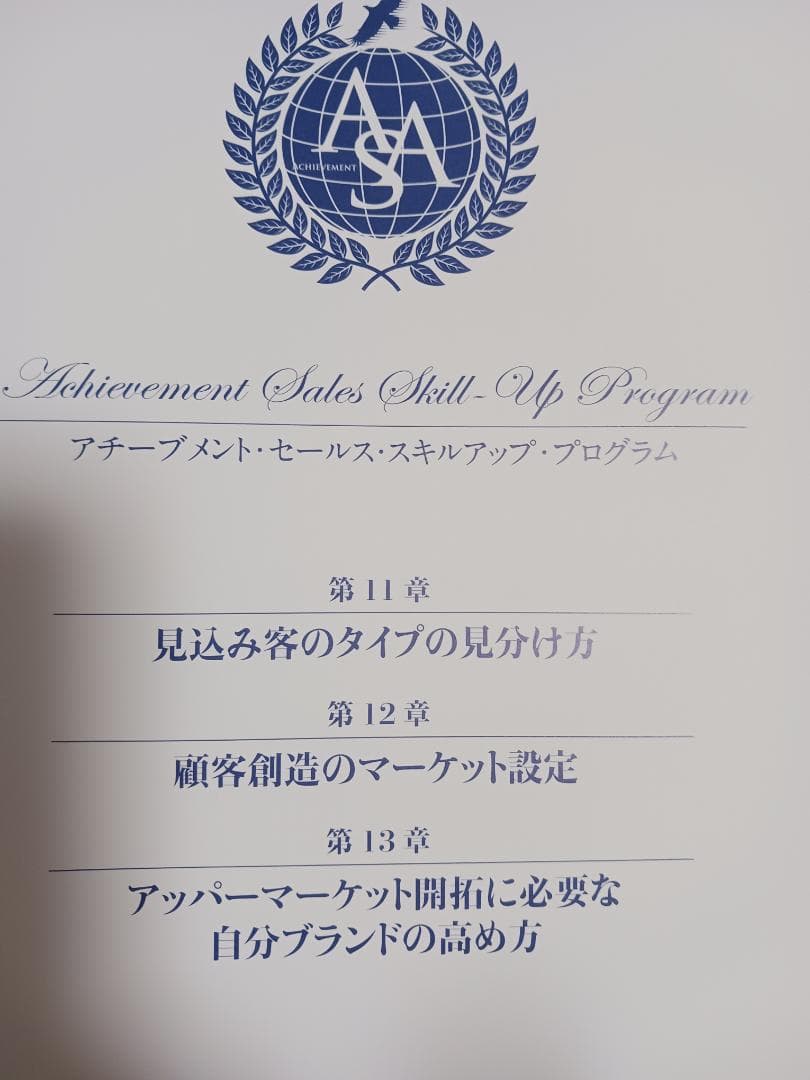 ASA
ACHIEVEMENT
Achievement Sales Skill-Up Program
アチーブメント・セールス・スキルアップ・プログラム
第11章
見込み客のタイプの見分け方
第12章
顧客創造のマーケット設定
第13章
アッパーマーケット開拓に必要な
自分ブランドの高め方